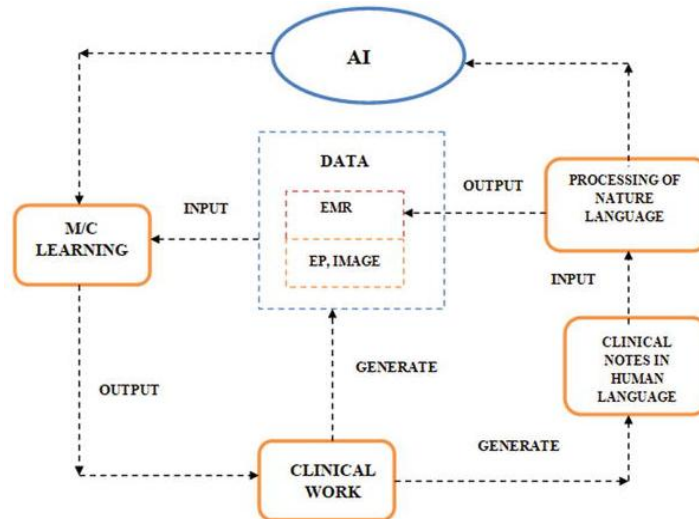 AI
DATA
EMR
EP, IMAGE
INPUT
M/C
LEARNING
OUTPUT
PROCESSING OF
NATURE
LANGUAGE
INPUT
CLINICAL
NOTES IN
HUMAN
LANGUAGE
GENERATE
OUTPUT
GENERATE
CLINICAL
WORK